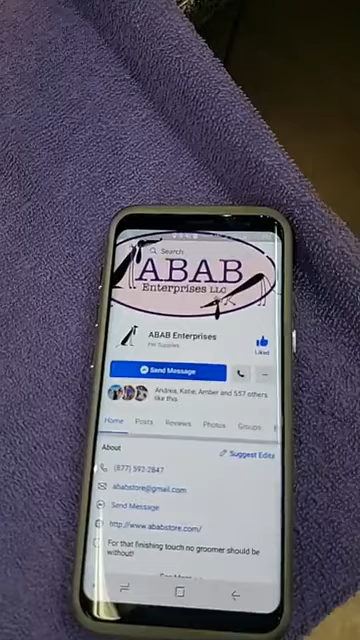 Search
ABAB
Enterprises LLC
ABAB Enterprises
Pet Supplies
Liked
Send Message
Andrea, Katie, Amber and 557 others
like this
Home Posts Reviews Photos Groups
About
Suggest Edits
(877) 592-2847
ababstore@gmail.com
Send Message
http://www.ababstore.com/
For that finishing touch no groomer should be
without!